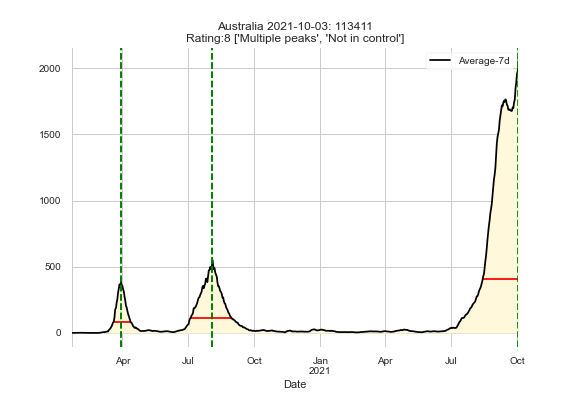 Australia 2021-10-03: 113411
Rating:8 ['Multiple peaks', 'Not in control']
Average-7d
2000
1500
1000
500
0
Apr Jul Oct Jan Apr Jul Oct
2021
Date